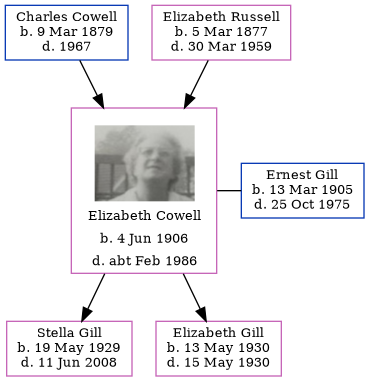 Charles Cowell
b. 9 Mar 1879
d. 1967
Elizabeth Russell
b. 5 Mar 1877
d. 30 Mar 1959
Elizabeth Cowell
b. 4 Jun 1906
d. abt Feb 1986
Ernest Gill
b. 13 Mar 1905
d. 25 Oct 1975
Stella Gill
b. 19 May 1929
d. 11 Jun 2008
Elizabeth Gill
b. 13 May 1930
d. 15 May 1930